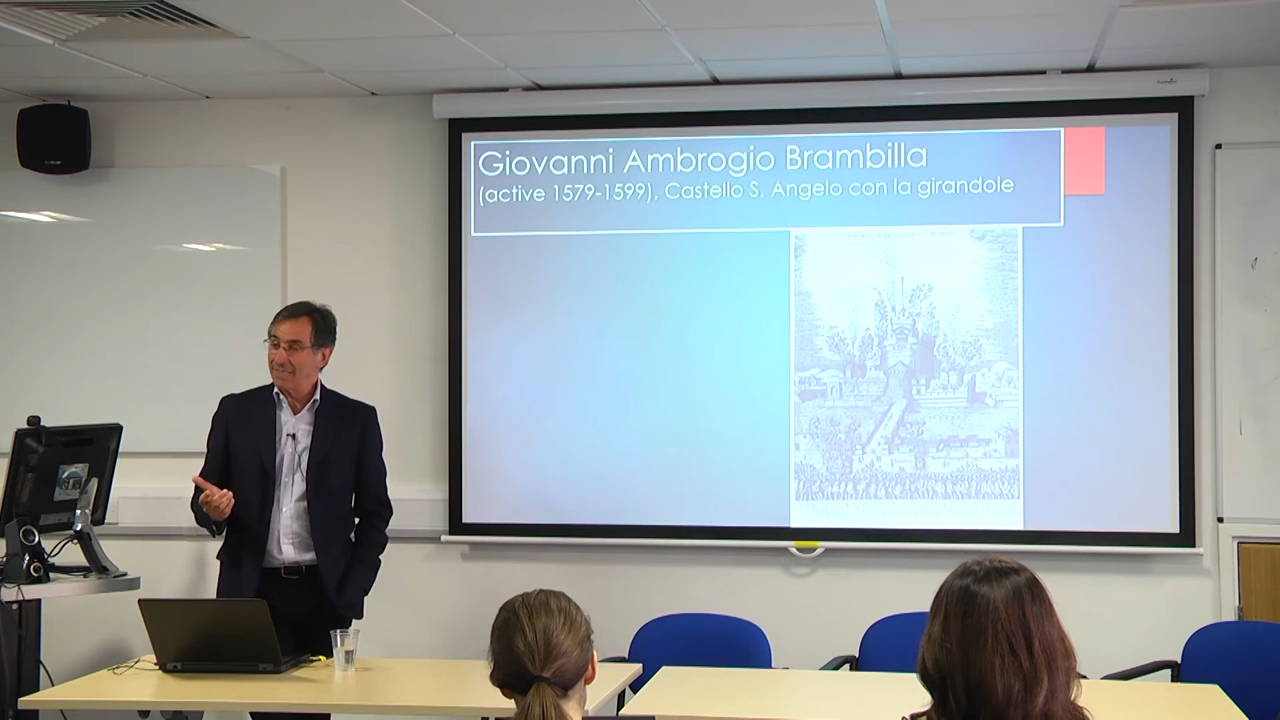 Giovanni Ambrogio Brambilla
(active 1579-1599), Castello S. Angelo con la girandole